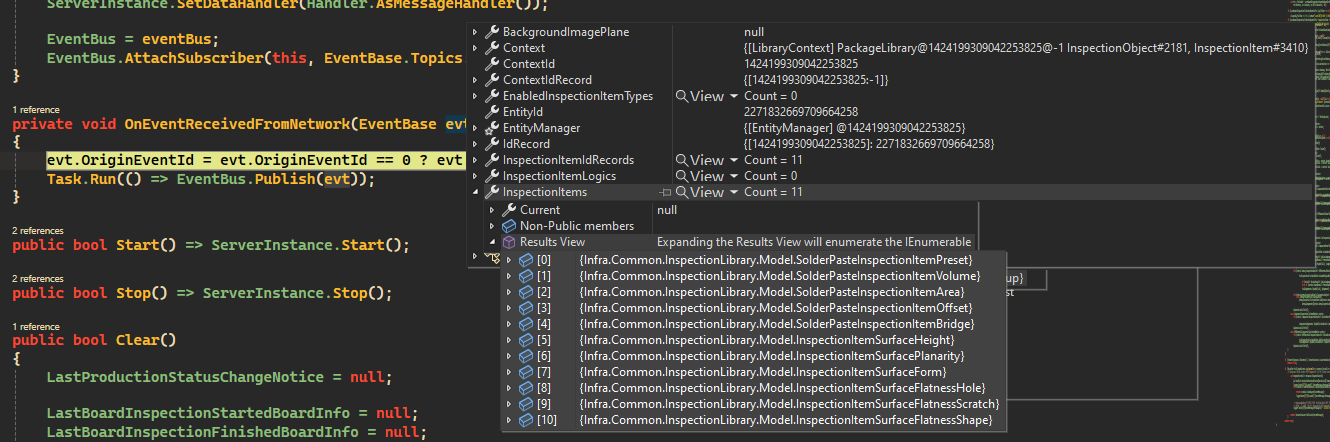 ServerInstance.SetDataHandler(Handler.AsMessageHandler());
EventBus = eventBus;
EventBus.AttachSubscriber(this, EventBase.Topics.
}
1 reference
private void OnEventReceivedFromNetwork(EventBase evt
{
evt.OriginEventId = evt.OriginEventId == 0 ? evt
Task.Run(() => EventBus.Publish(evt));
}
2 references
public bool Start() => ServerInstance.Start();
2 references
public bool Stop() => ServerInstance.Stop();
1 reference
public bool Clear()
{
LastProductionStatusChangeNotice = null;
LastBoardInspectionStartedBoardInfo = null;
LastBoardInspectionFinishedBoardInfo = null;
BackgroundImagePlane null
Context {[LibraryContext] PackageLibrary@1424199309042253825@-1 InspectionObject#2181, InspectionItem#3410}
ContextId 1424199309042253825
ContextIdRecord {[1424199309042253825:-1]}
EnabledInspectionItemTypes View Count = 0
EntityId 2271832669709664258
EntityManager {[EntityManager] @1424199309042253825}
IdRecord {[1424199309042253825]: 2271832669709664258}
InspectionItemIdRecords View Count = 11
InspectionItemLogics View Count = 0
InspectionItems View Count = 11
Current null
Non-Public members
Results View Expanding the Results View will enumerate the IEnumerable
[0] {Infra.Common.InspectionLibrary.Model.SolderPasteInspectionItemPreset}
[1] {Infra.Common.InspectionLibrary.Model.SolderPasteInspectionItemVolume}
[2] {Infra.Common.InspectionLibrary.Model.SolderPasteInspectionItemArea}
[3] {Infra.Common.InspectionLibrary.Model.SolderPasteInspectionItemOffset}
[4] {Infra.Common.InspectionLibrary.Model.SolderPasteInspectionItemBridge}
[5] {Infra.Common.InspectionLibrary.Model.InspectionItemSurfaceHeight}
[6] {Infra.Common.InspectionLibrary.Model.InspectionItemSurfacePlanarity}
[7] {Infra.Common.InspectionLibrary.Model.InspectionItemSurfaceForm}
[8] {Infra.Common.InspectionLibrary.Model.InspectionItemSurfaceFlatnessHole}
[9] {Infra.Common.InspectionLibrary.Model.InspectionItemSurfaceFlatnessScratch}
[10] {Infra.Common.InspectionLibrary.Model.InspectionItemSurfaceFlatnessShape}
up}
st